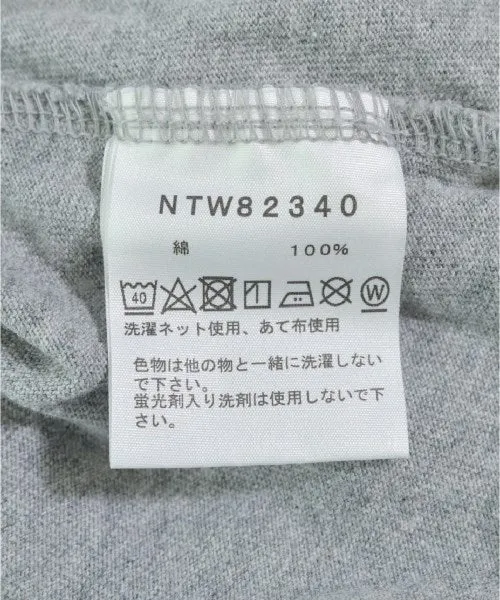 NTW82340
綿 100%
40 W
洗濯ネット使用、あて布使用
色物は他の物と一緒に洗濯しない
で下さい。
蛍光剤入り洗剤は使用しないで下
さい。